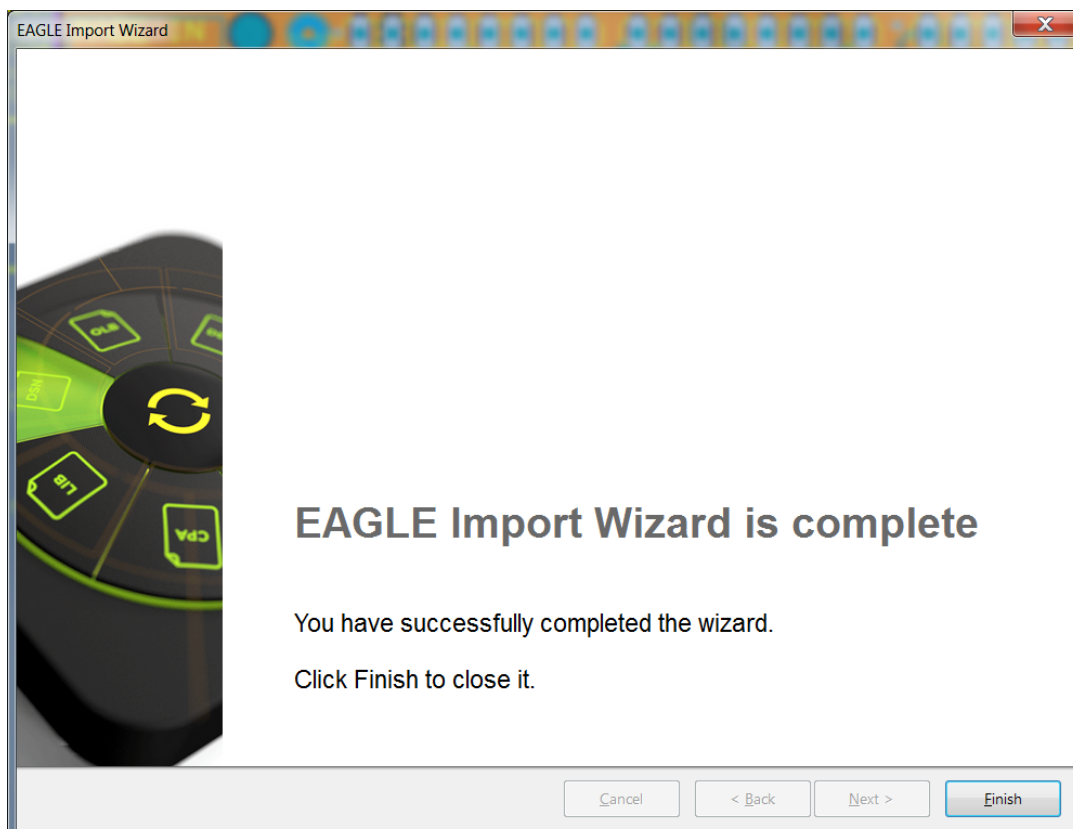 EAGLE Import Wizard
OLB
DSN
LIB
CPA
EAGLE Import Wizard is complete
You have successfully completed the wizard.
Click Finish to close it.
Cancel
< Back
Next >
Finish